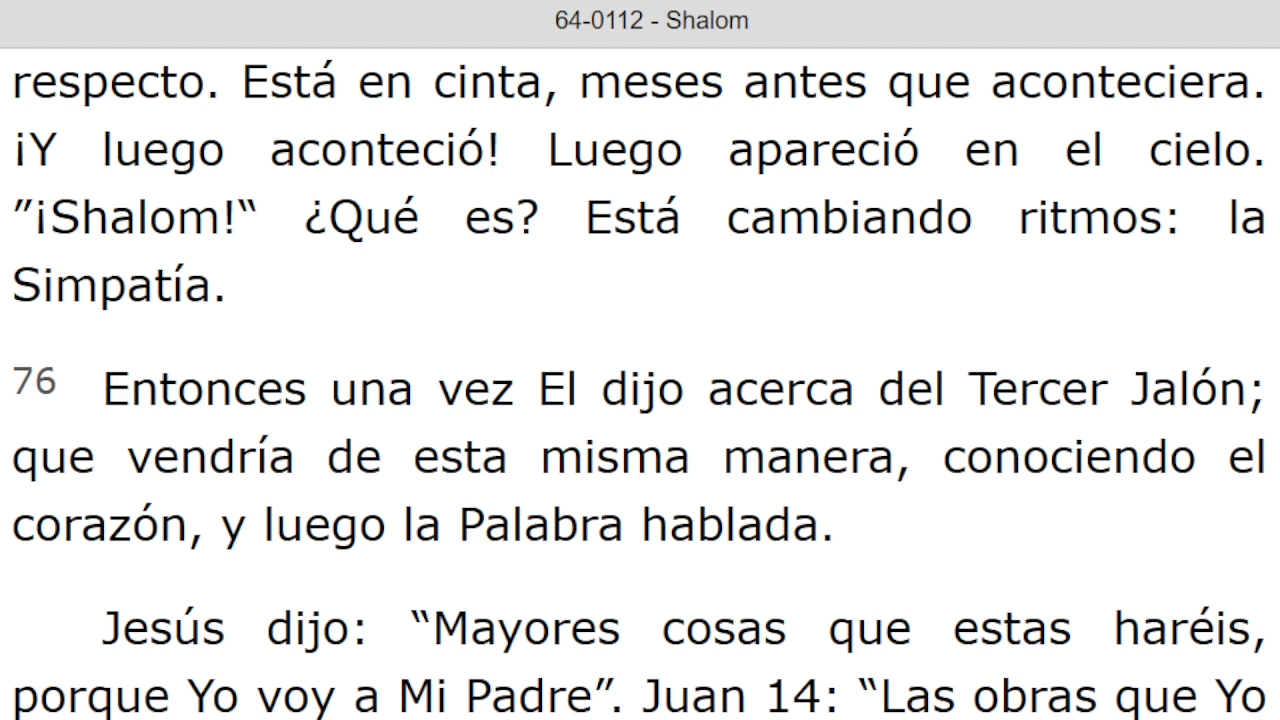 64-0112 - Shalom
respecto. Está en cinta, meses antes que aconteciera.
¡Y luego aconteció! Luego apareció en el cielo.
”¡Shalom!“ ¿Qué es? Está cambiando ritmos: la
Simpatía.
76 Entonces una vez El dijo acerca del Tercer Jalón;
que vendría de esta misma manera, conociendo el
corazón, y luego la Palabra hablada.
Jesús dijo: “Mayores cosas que estas haréis,
porque Yo voy a Mi Padre”. Juan 14: “Las obras que Yo